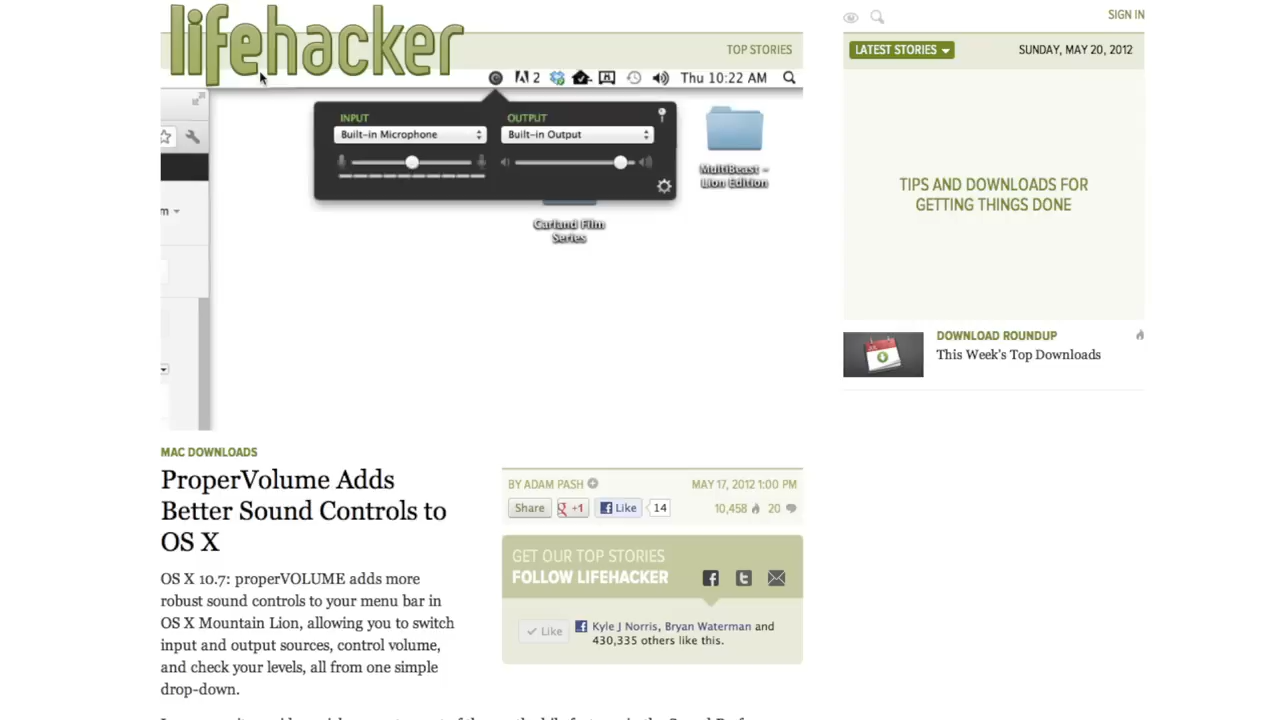 lifehacker
TOP STORIES
SIGN IN
LATEST STORIES
SUNDAY, MAY 20, 2012
2
Thu 10:22 AM
INPUT
OUTPUT
Built-in Microphone
Built-in Output
MultiBeast –
Lion Edition
m
Carland Film
Series
TIPS AND DOWNLOADS FOR
GETTING THINGS DONE
DOWNLOAD ROUNDUP
This Week's Top Downloads
MAC DOWNLOADS
ProperVolume Adds
Better Sound Controls to
OS X
OS X 10.7: properVOLUME adds more
robust sound controls to your menu bar in
OS X Mountain Lion, allowing you to switch
input and output sources, control volume,
and check your levels, all from one simple
drop-down.
BY ADAM PASH
MAY 17, 2012 1:00 PM
Share
g +1
Like
14
10,458
20
GET OUR TOP STORIES
FOLLOW LIFEHACKER
Like
Kyle J Norris, Bryan Waterman and
430,335 others like this.